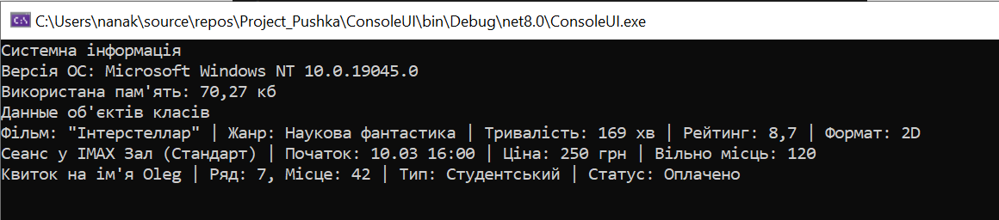 C:\Users\nanak\source\repos\Project_Pushka\ConsoleUI\bin\Debug\net8.0\ConsoleUI.exe
Системна інформація
Версія ОС: Microsoft Windows NT 10.0.19045.0
Використана пам'ять: 70,27 кб
Данные об'єктів класів
Фільм: "Інтерстеллар" | Жанр: Наукова фантастика | Тривалість: 169 хв | Рейтинг: 8,7 | Формат: 2D
Сеанс у IMAX Зал (Стандарт) | Початок: 10.03 16:00 | Ціна: 250 грн | Вільно місць: 120
Квиток на ім'я Oleg | Ряд: 7, Місце: 42 | Тип: Студентський | Статус: Оплачено